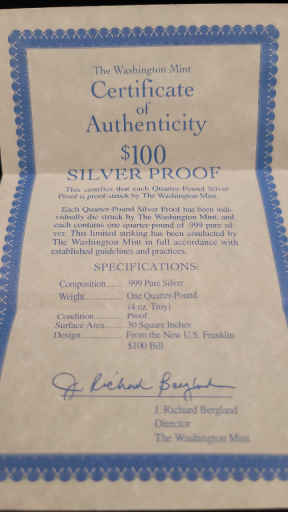 The Washington Mint
Certificate
of
Authenticity
$100
SILVER PROOF
This certifies that each Quarter-Pound Silver
Proof is proof-struck by The Washington Mint.
Each Quarter-Pound Silver Proof has been indi-
vidually die struck by The Washington Mint, and
each contains one quarter-pound of .999 pure sil-
ver. This limited striking has been conducted by
The Washington Mint in full accordance with
established guidelines and practices.
SPECIFICATIONS:
Composition...... .999 Pure Silver
Weight............ One Quarter-Pound
(4 oz. Troy)
Condition......... Proof
Surface Area...... 30 Square Inches
Design............ From the New U.S. Franklin
$100 Bill
J. Richard Bergland
J. Richard Bergland
Director
The Washington Mint